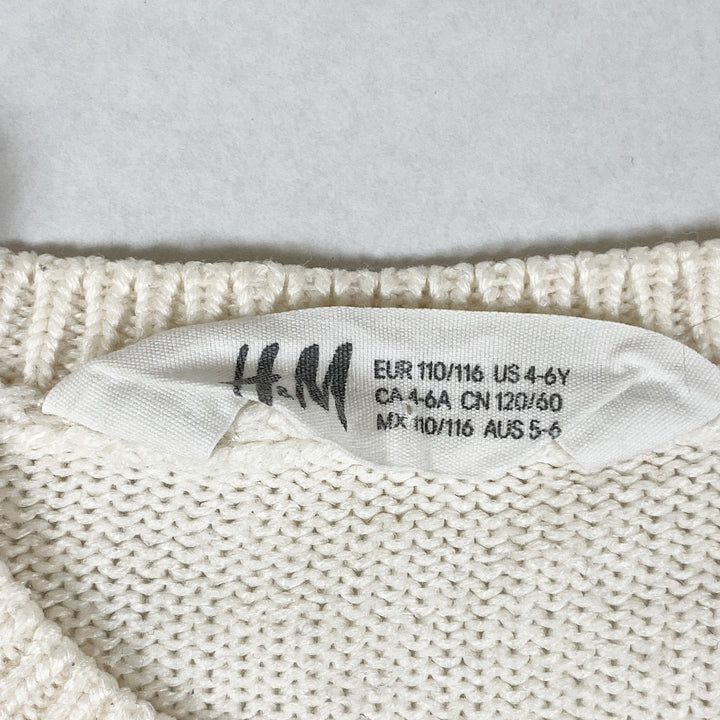 H&M
EUR 110/116 US 4-6Y
CA 4-6A CN 120/60
MX 110/116 AUS 5-6